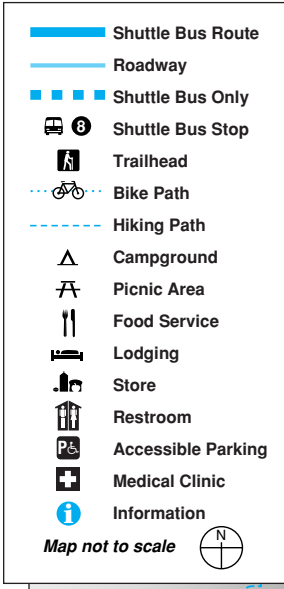 Shuttle Bus Route
Roadway
Shuttle Bus Only
8 Shuttle Bus Stop
Trailhead
Bike Path
Hiking Path
Campground
Picnic Area
Food Service
Lodging
Store
Restroom
P Accessible Parking
Medical Clinic
i Information
Map not to scale N